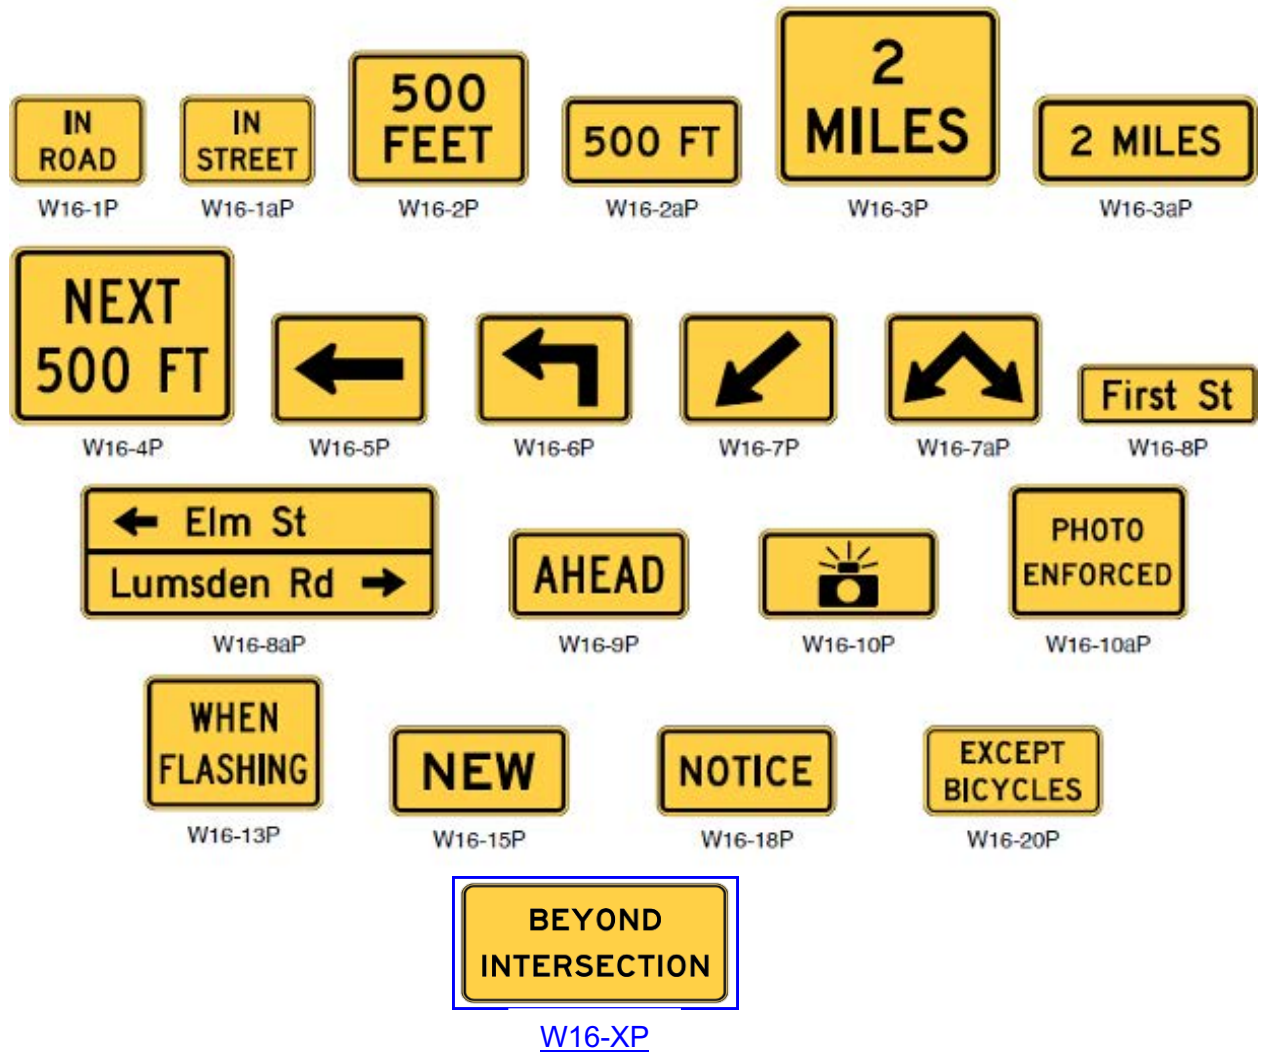 IN
ROAD
W16-1P
IN
STREET
W16-1aP
500
FEET
W16-2P
500 FT
W16-2aP
2
MILES
W16-3P
2 MILES
W16-3aP
NEXT
500 FT
W16-4P
W16-5P
W16-6P
W16-7P
W16-7aP
First St
W16-8P
Elm St
Lumsden Rd
W16-8aP
AHEAD
W16-9P
W16-10P
PHOTO
ENFORCED
W16-10aP
WHEN
FLASHING
W16-13P
NEW
W16-15P
NOTICE
W16-18P
EXCEPT
BICYCLES
W16-20P
BEYOND
INTERSECTION
W16-XP